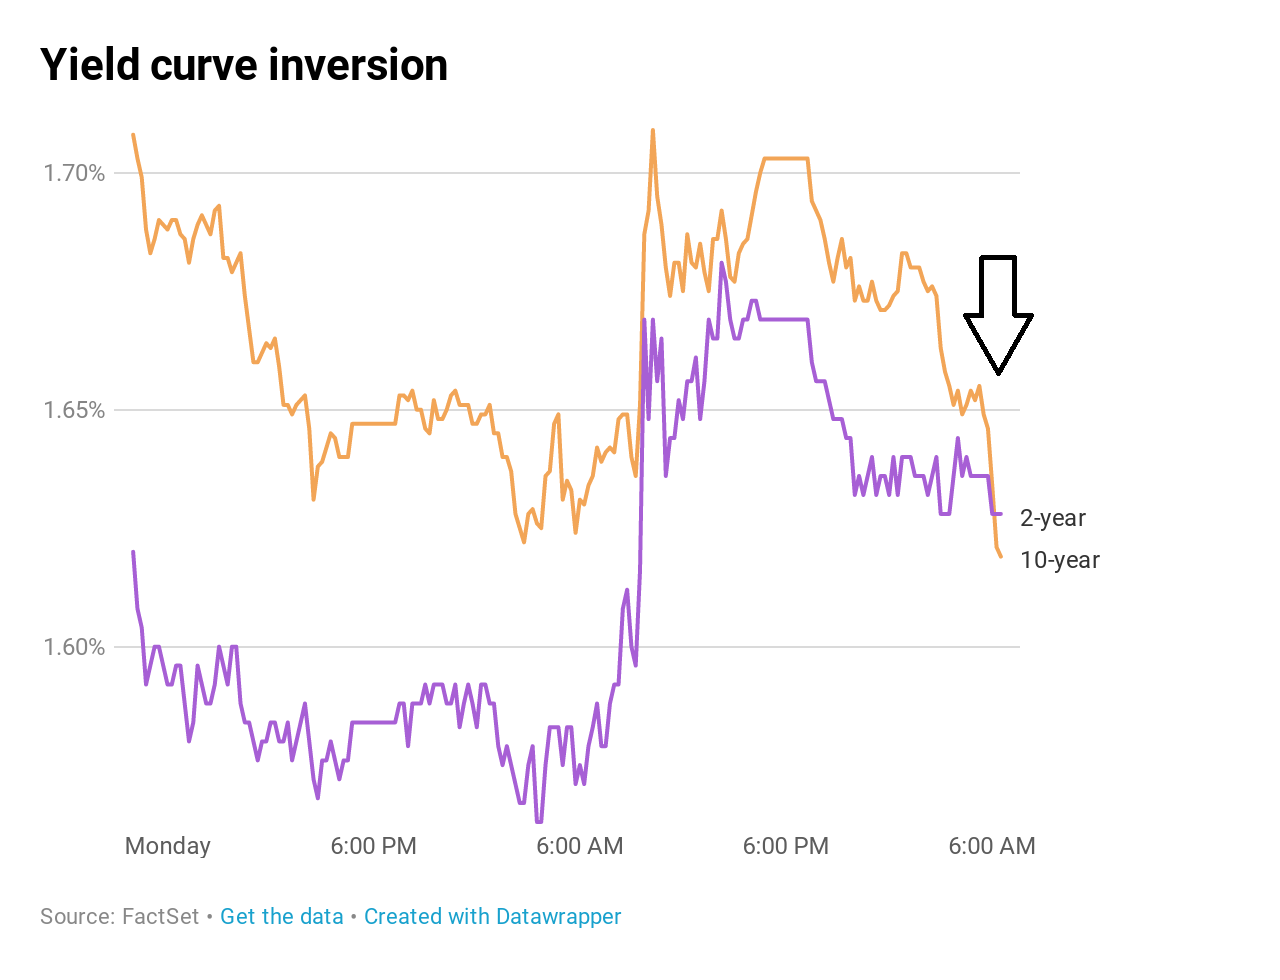 Yield curve inversion
1.70%
1.65%
2-year
10-year
1.60%
Monday 6:00 PM 6:00 AM 6:00 PM 6:00 AM
Source: FactSet • Get the data • Created with Datawrapper